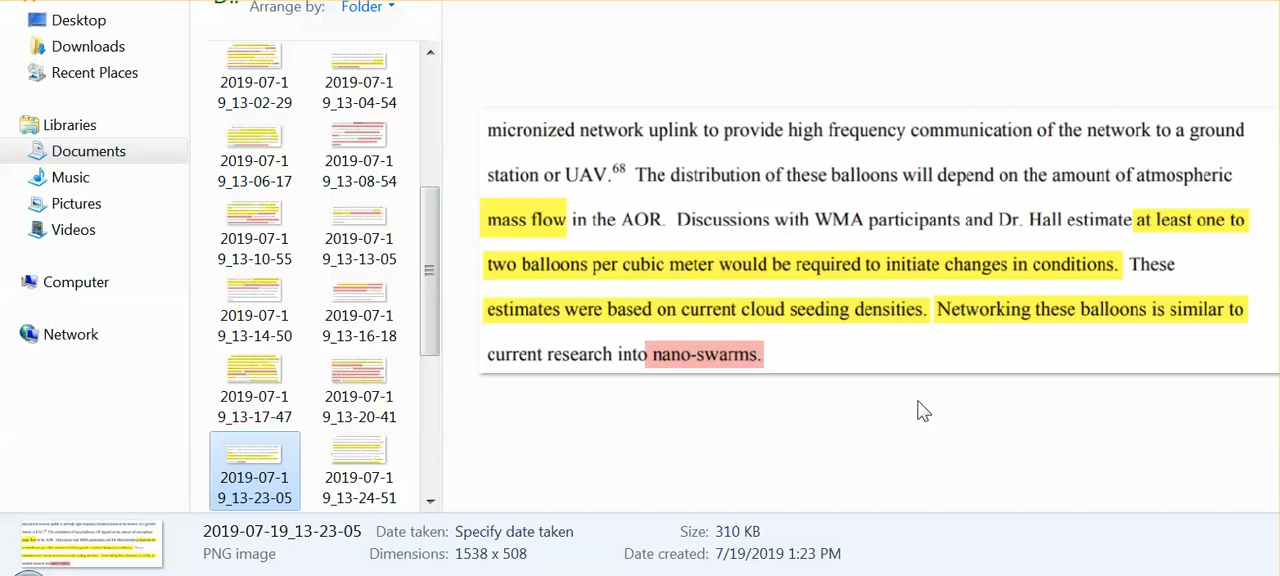 Desktop
Downloads
Recent Places
Libraries
Documents
Music
Pictures
Videos
Computer
Network
Arrange by: Folder
2019-07-1
9_13-02-29
2019-07-1
9_13-04-54
2019-07-1
9_13-06-17
2019-07-1
9_13-08-54
2019-07-1
9_13-10-55
2019-07-1
9_13-13-05
2019-07-1
9_13-14-50
2019-07-1
9_13-16-18
2019-07-1
9_13-17-47
2019-07-1
9_13-20-41
2019-07-1
9_13-23-05
2019-07-1
9_13-24-51
micronized network uplink to provide high frequency communication of the network to a ground
station or UAV.68 The distribution of these balloons will depend on the amount of atmospheric
mass flow in the AOR. Discussions with WMA participants and Dr. Hall estimate at least one to
two balloons per cubic meter would be required to initiate changes in conditions. These
estimates were based on current cloud seeding densities. Networking these balloons is similar to
current research into nano-swarms.
2019-07-19_13-23-05 Date taken: Specify date taken Size: 310 KB
PNG image Dimensions: 1538 x 508 Date created: 7/19/2019 1:23 PM